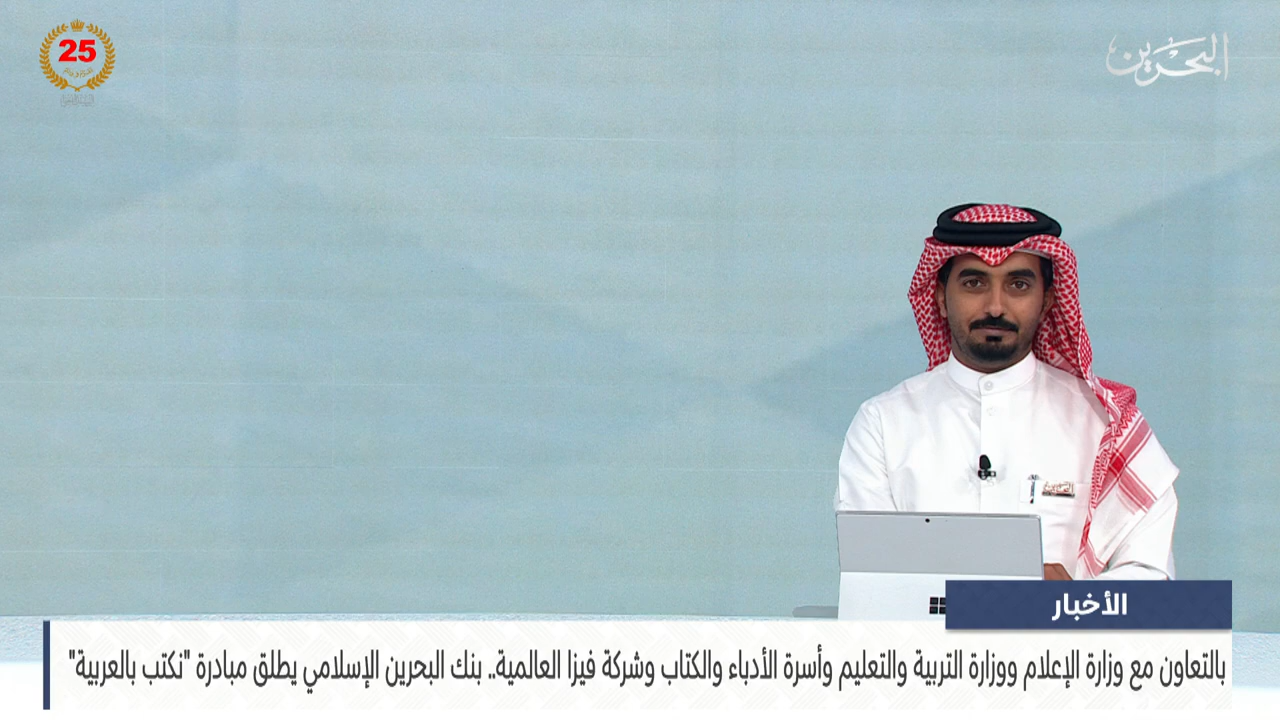 25
البحرين
الأخبار
بالتعاون مع وزارة الإعلام ووزارة التربية والتعليم وأسرة الأدباء والكتاب وشركة فيزا العالمية.. بنك البحرين الإسلامي يطلق مبادرة "نكتب بالعربية"